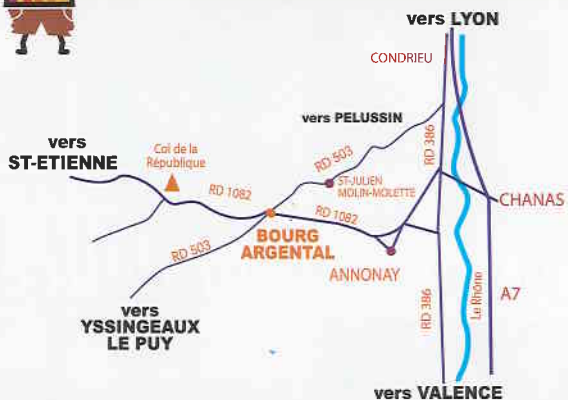 vers LYON
CONDRIEU
vers PELUSSIN
vers
ST-ETIENNE
Col de la
République
RD 503
RD 386
ST-JULIEN
MOLIN-MOLETTE
RD 1082
RD 1082
CHANAS
BOURG
ARGENTAL
RD 503
ANNONAY
RD 386
Le Rhône
A7
vers
YSSINGEAUX
LE PUY
vers VALENCE